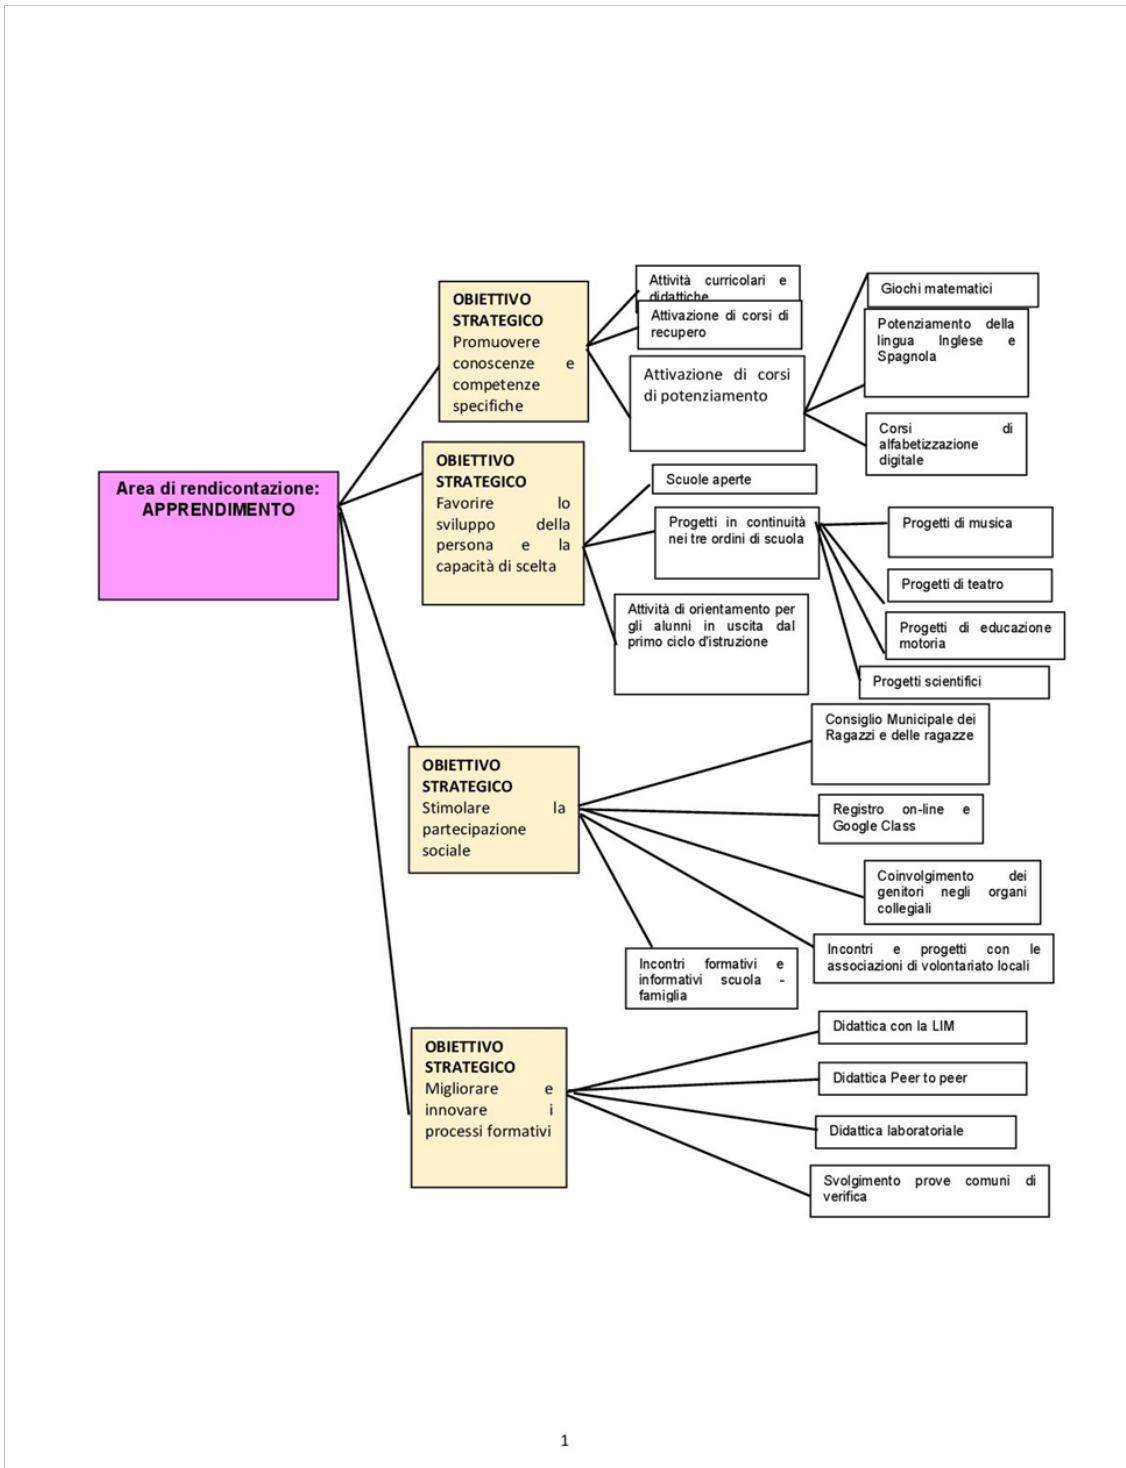 Area di rendicontazione:
APPRENDIMENTO
OBIETTIVO
STRATEGICO
Promuovere
conoscenze e
competenze
specifiche
Attività curricolari e
didattiche
Attivazione di corsi di
recupero
Attivazione di corsi
di potenziamento
Giochi matematici
Potenziamento della
lingua Inglese e
Spagnola
Corsi di
alfabetizzazione
digitale
OBIETTIVO
STRATEGICO
Favorire lo
sviluppo della
persona e la
capacità di scelta
Scuole aperte
Progetti in continuità
nei tre ordini di scuola
Attività di orientamento per
gli alunni in uscita dal
primo ciclo d'istruzione
Progetti di musica
Progetti di teatro
Progetti di educazione
motoria
Progetti scientifici
OBIETTIVO
STRATEGICO
Stimolare la
partecipazione
sociale
Consiglio Municipale dei
Ragazzi e delle ragazze
Registro on-line e
Google Class
Coinvolgimento dei
genitori negli organi
collegiali
Incontri e progetti con le
associazioni di volontariato locali
Incontri formativi e
informativi scuola -
famiglia
OBIETTIVO
STRATEGICO
Migliorare e
innovare i
processi formativi
Didattica con la LIM
Didattica Peer to peer
Didattica laboratoriale
Svolgimento prove comuni di
verifica
1